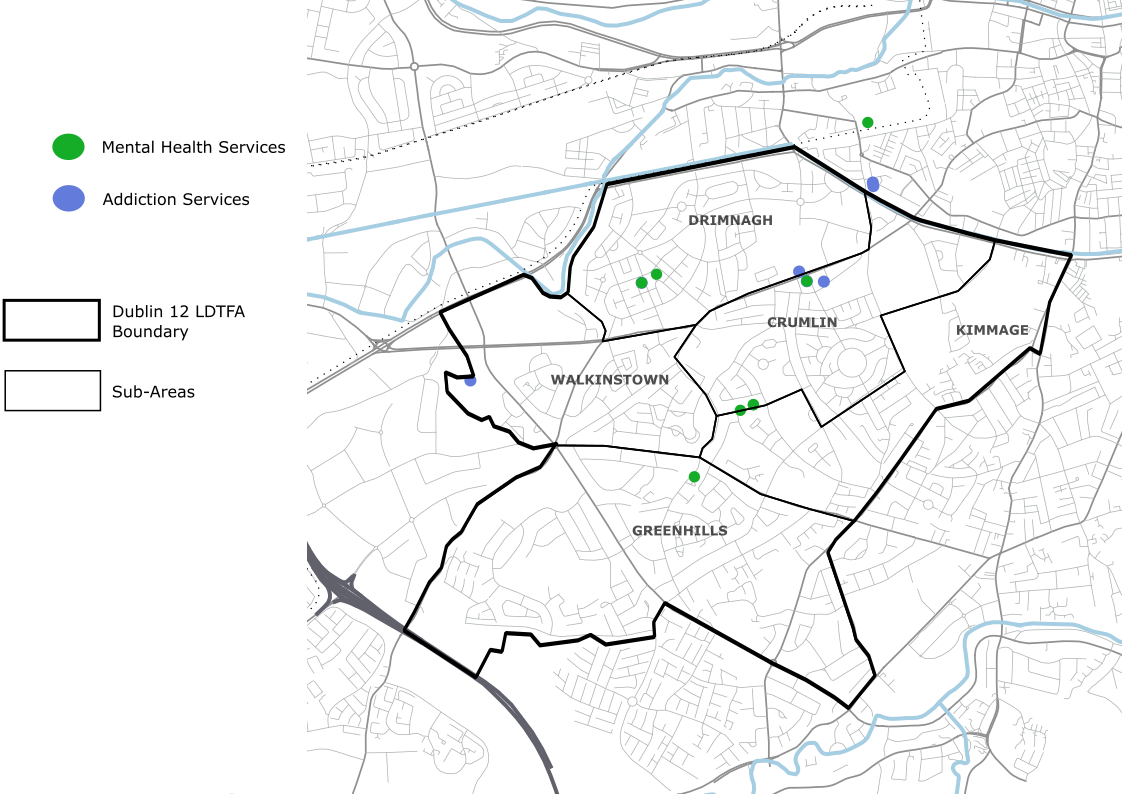 Mental Health Services
Addiction Services
Dublin 12 LDTFA
Boundary
Sub-Areas
DRIMNAGH
CRUMLIN
KIMMAGE
WALKINSTOWN
GREENHILLS